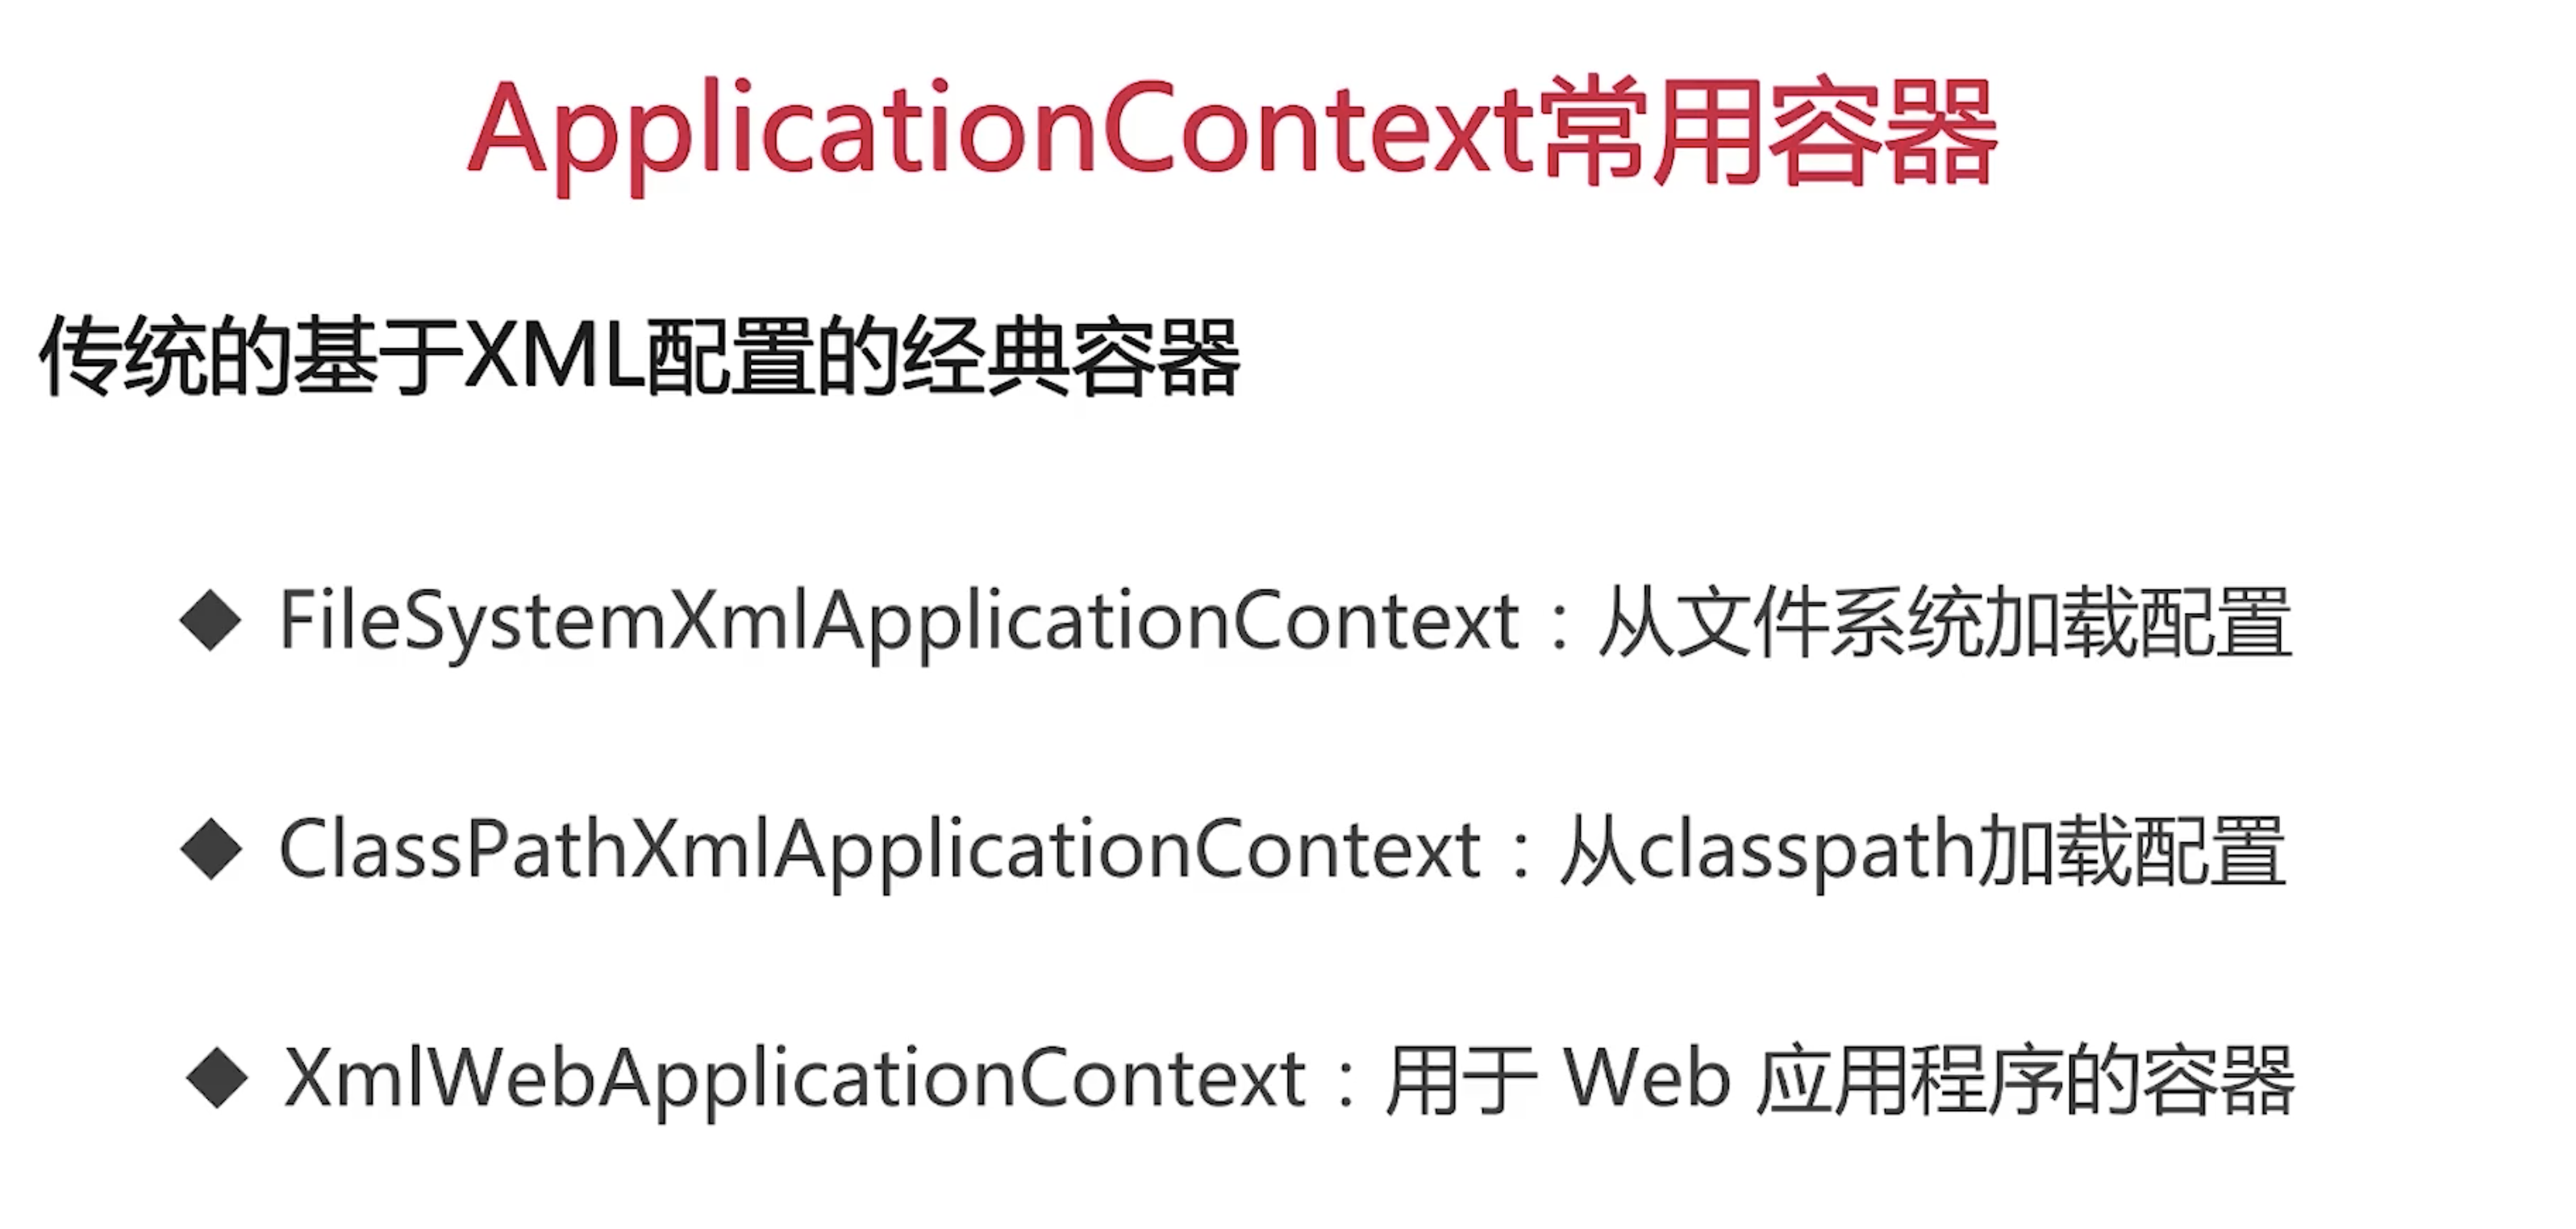 ApplicationContext常用容器
传统的基于XML配置的经典容器
◆ FileSystemXmlApplicationContext：从文件系统加载配置
◆ ClassPathXmlApplicationContext：从classpath加载配置
◆ XmlWebApplicationContext：用于 Web 应用程序的容器